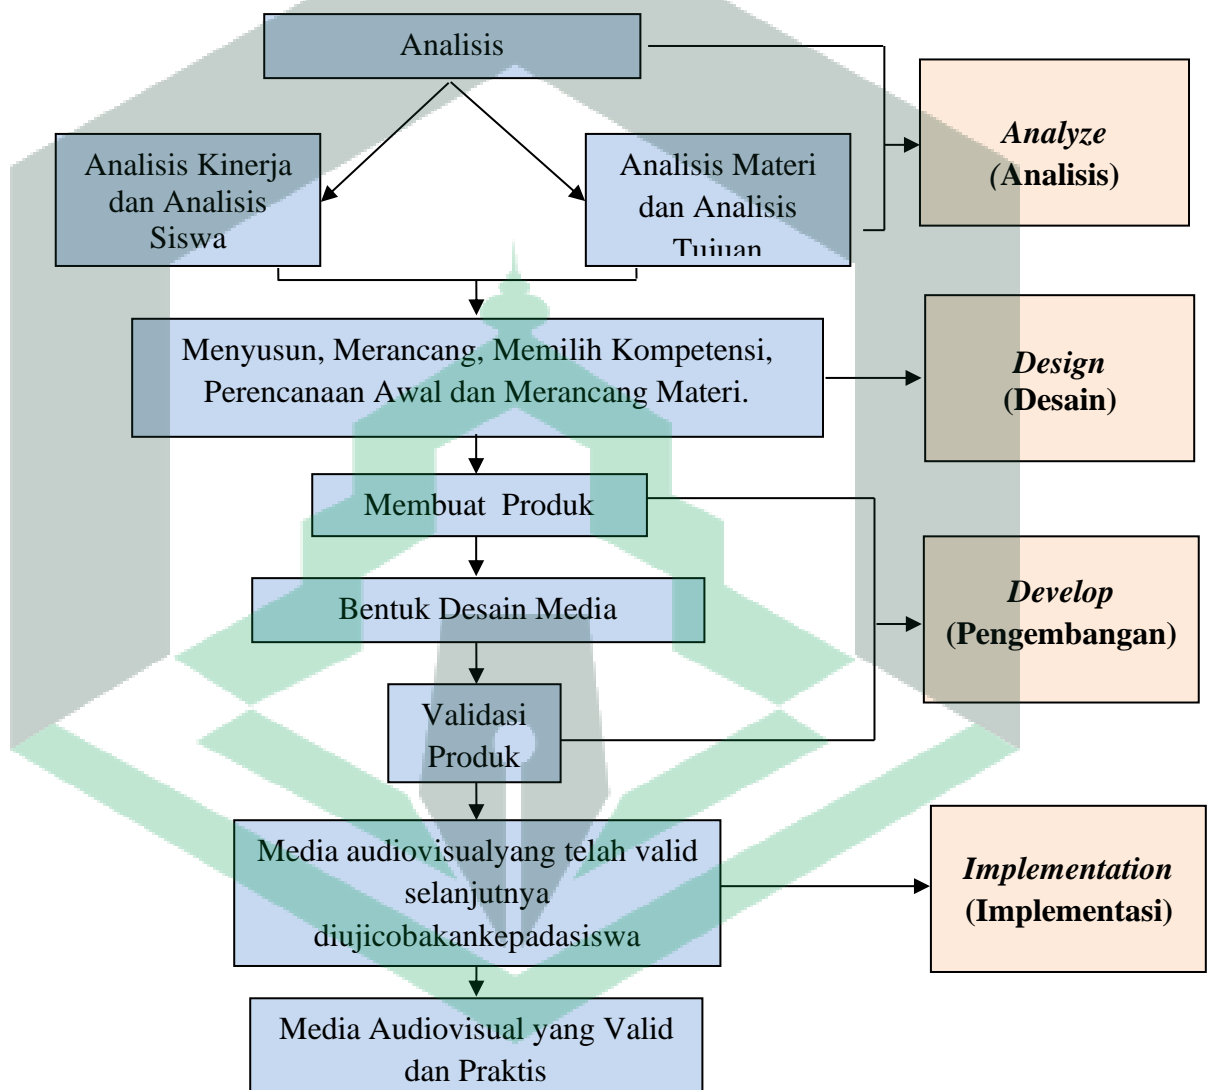 Analisis
Analyze
(Analisis)
Analisis Kinerja
dan Analisis
Siswa
Analisis Materi
dan Analisis
Tujuan
Menyusun, Merancang, Memilih Kompetensi,
Perencanaan Awal dan Merancang Materi.
Design
(Desain)
Membuat Produk
Bentuk Desain Media
Develop
(Pengembangan)
Validasi
Produk
Media audiovisualyang telah valid
selanjutnya
diujicobakankepadasiswa
Implementation
(Implementasi)
Media Audiovisual yang Valid
dan Praktis